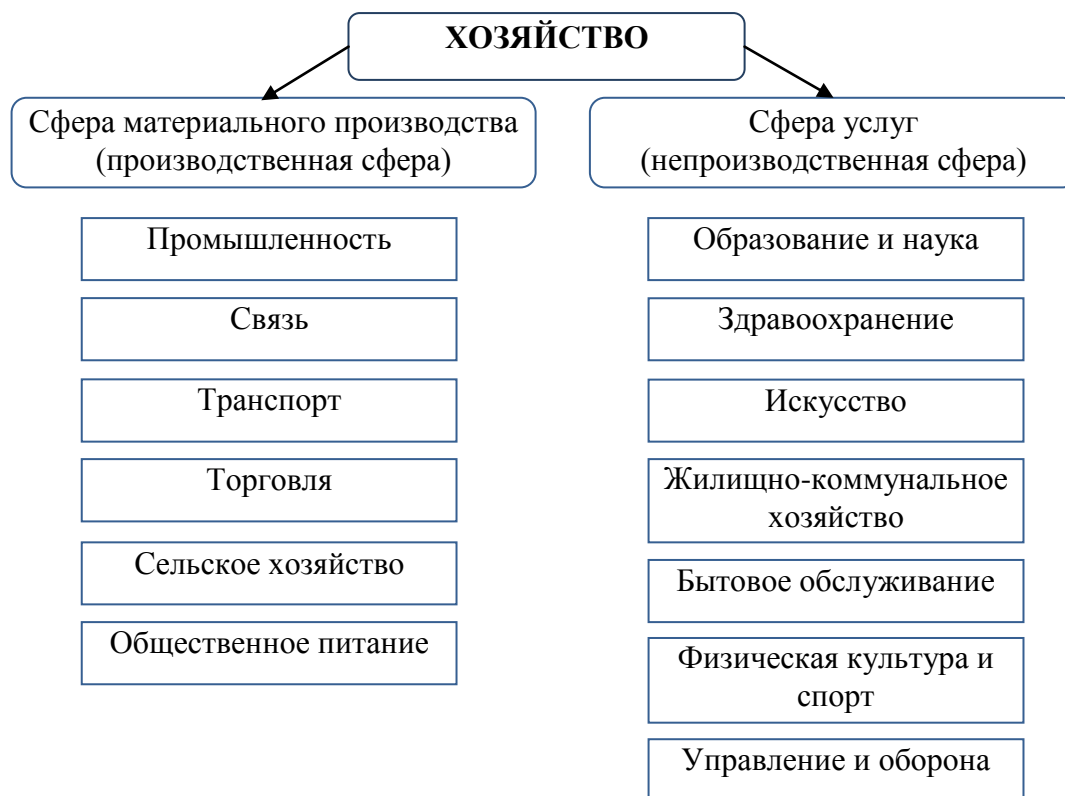 ХОЗЯЙСТВО
Сфера материального производства
(производственная сфера)
Сфера услуг
(непроизводственная сфера)
Промышленность
Связь
Транспорт
Торговля
Сельское хозяйство
Общественное питание
Образование и наука
Здравоохранение
Искусство
Жилищно-коммунальное
хозяйство
Бытовое обслуживание
Физическая культура и
спорт
Управление и оборона